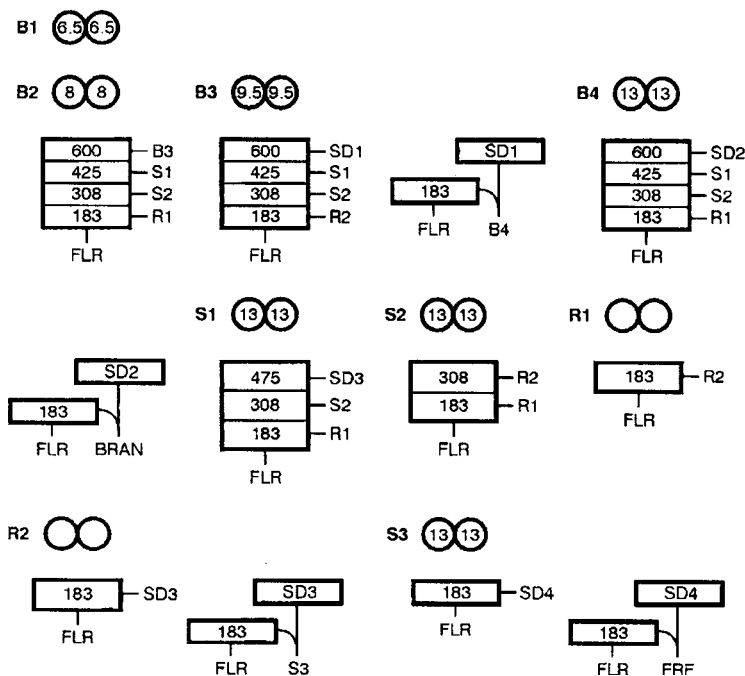 B1 6.5 6.5
B2 8 8
B3 9.5 9.5
B4 13 13
600 B3
425 S1
308 S2
183 R1
FLR
600 SD1
425 S1
308 S2
183 R2
FLR
SD1
183
FLR B4
600 SD2
425 S1
308 S2
183 R1
FLR
S1 13 13
S2 13 13
R1
SD2
183
FLR BRAN
475 SD3
308 S2
183 R1
FLR
308 R2
183 R1
FLR
183 R2
FLR
R2
S3 13 13
183 SD3
FLR
SD3
183
FLR S3
183 SD4
FLR
SD4
183
FLR FRF